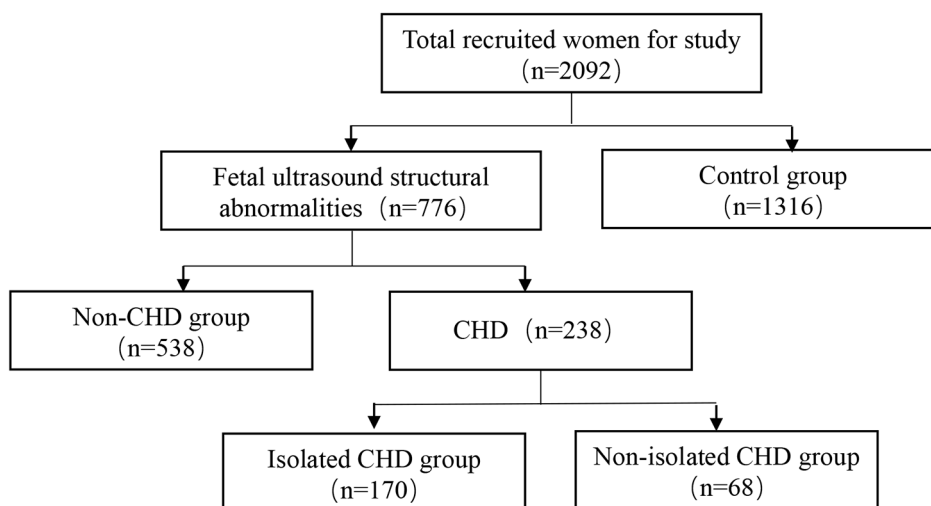 Total recruited women for study
（n=2092）
Fetal ultrasound structural
abnormalities（n=776）
Control group
（n=1316）
Non-CHD group
（n=538）
CHD（n=238）
Isolated CHD group
（n=170）
Non-isolated CHD group
（n=68）